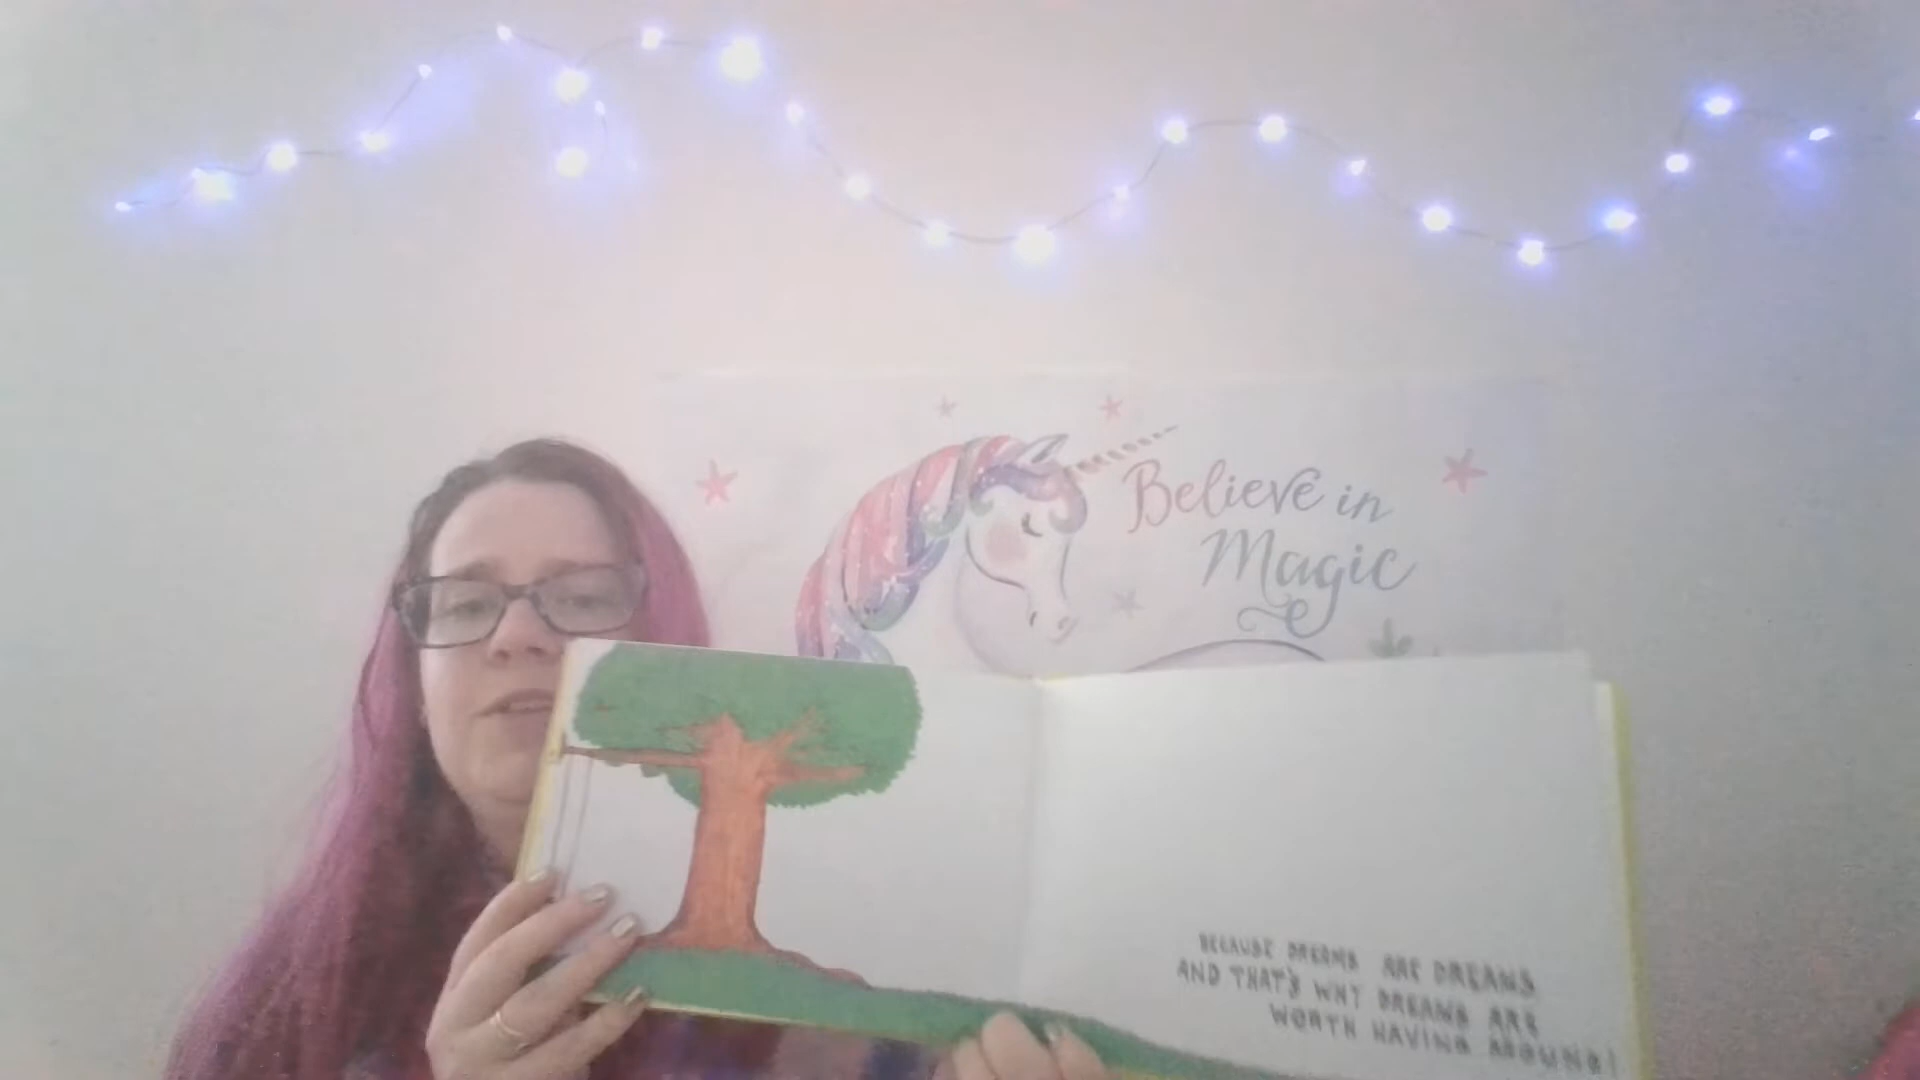 Believe in
Magic
BECAUSE DREAMS ARE DREAMS
AND THAT'S WHY DREAMS ARE
WORTH HAVING AROUND!